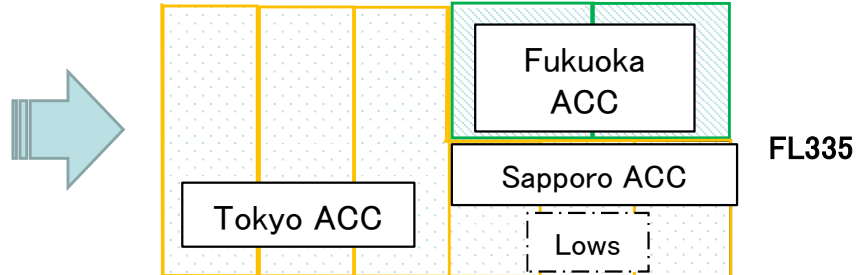 Fukuoka
ACC
FL335
Sapporo ACC
Tokyo ACC
Lows